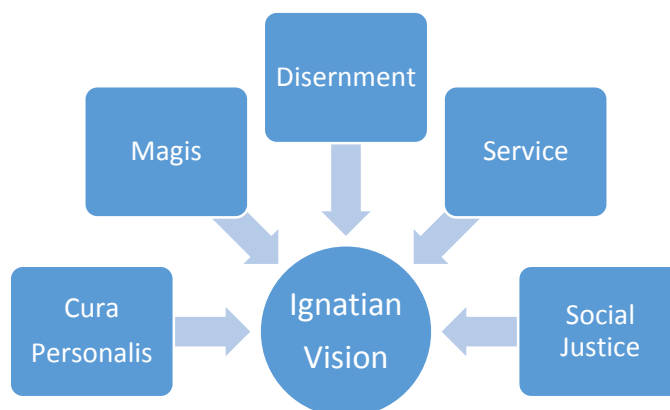 Disernment
Magis
Service
Cura
Personalis
Ignatian
Vision
Social
Justice